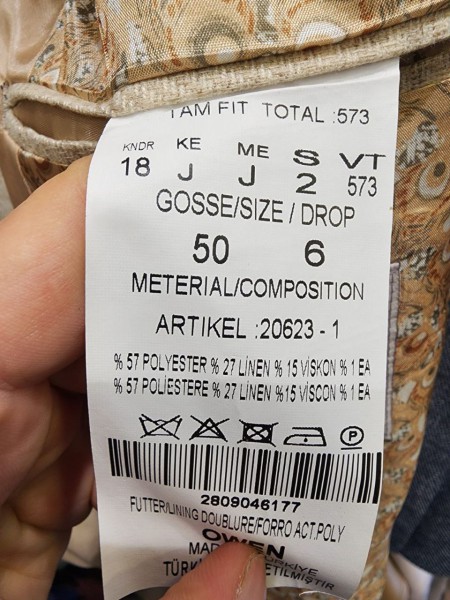 TAM FIT TOTAL :573
KNDR KE ME S VT
18 J J 2 573
GOSSE/SIZE / DROP
50 6
METERIAL/COMPOSITION
ARTIKEL :20623 - 1
% 57 POLYESTER % 27 LİNEN % 15 VİSKON % 1 EA
% 57 POLİESTERE % 27 LİNEN %15 VİSCON % 1 EA
P
2809046177
FUTTER/LINING DOUBLURE/FORRO ACT.POLY
OWEN
MADE
TÜRKİ